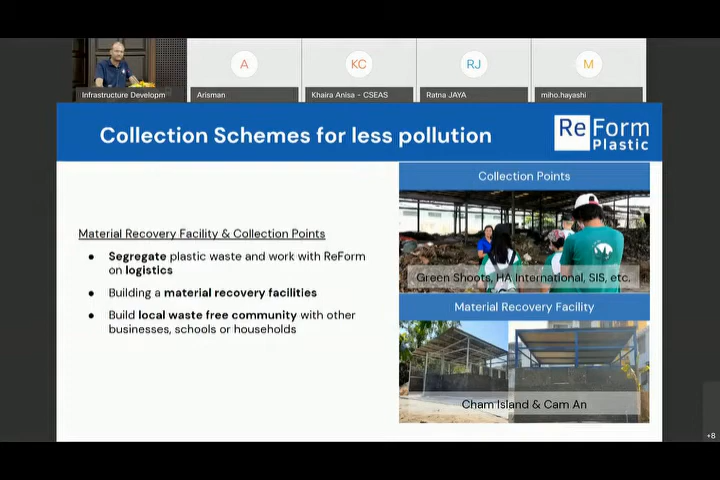 A
KC
RJ
M
Infrastructure Developm
Arisman
Khaira Anisa - CSEAS
Ratna JAYA
miho.hayashi
Collection Schemes for less pollution
ReForm
Plastic
Collection Points
Material Recovery Facility & Collection Points
● Segregate plastic waste and work with ReForm
on logistics
Green Shoots, HA International, SIS, etc.
● Building a material recovery facilities
Material Recovery Facility
● Build local waste free community with other
businesses, schools or households
Cham Island & Cam An
+8